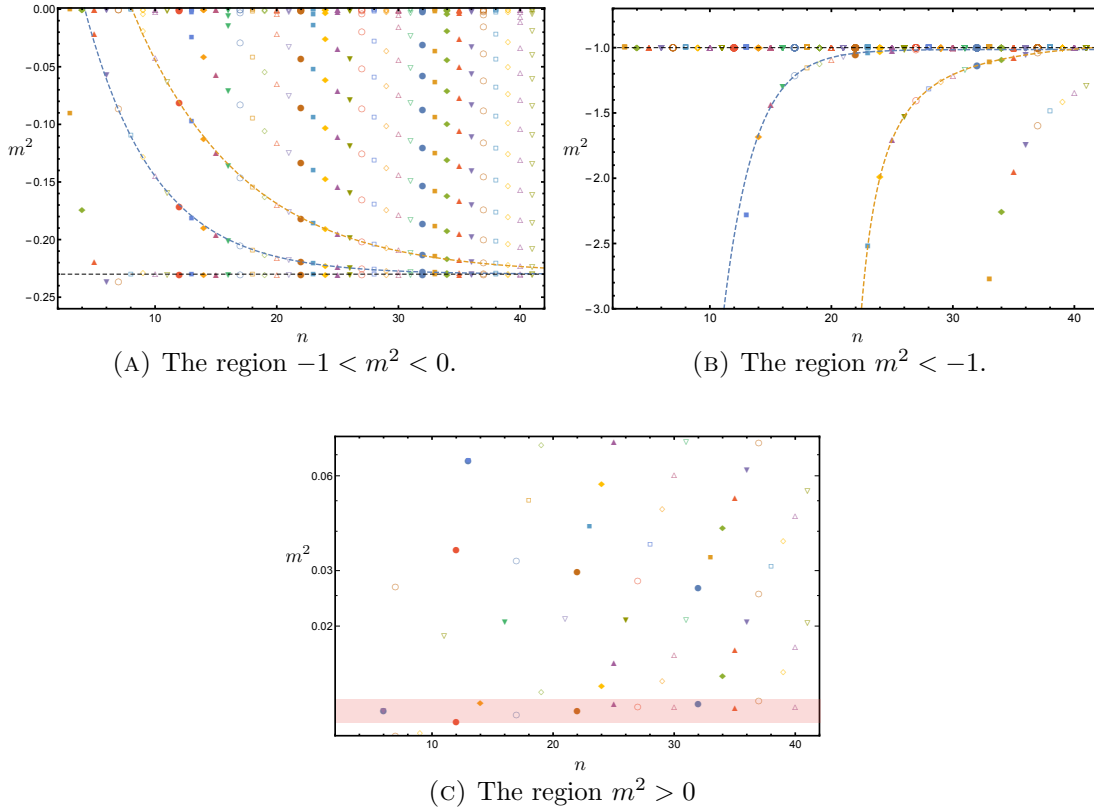 0.00
−0.05
−0.10
m²
−0.15
−0.20
−0.25
10 20 30 40
n
(A) The region −1 < m² < 0.
−1.0
−1.5
m²
−2.0
−2.5
−3.0
10 20 30 40
n
(B) The region m² < −1.
0.06
m²
0.03
0.02
10 20 30 40
n
(C) The region m² > 0